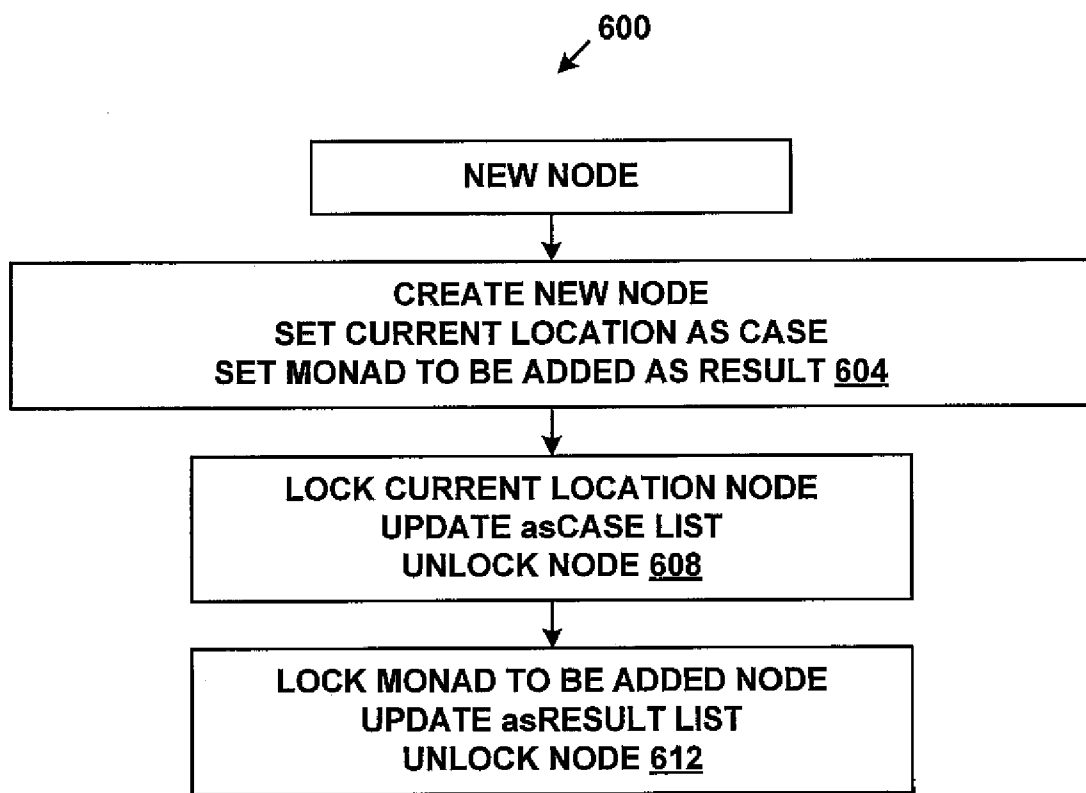 600
NEW NODE
CREATE NEW NODE
SET CURRENT LOCATION AS CASE
SET MONAD TO BE ADDED AS RESULT 604
LOCK CURRENT LOCATION NODE
UPDATE asCASE LIST
UNLOCK NODE 608
LOCK MONAD TO BE ADDED NODE
UPDATE asRESULT LIST
UNLOCK NODE 612